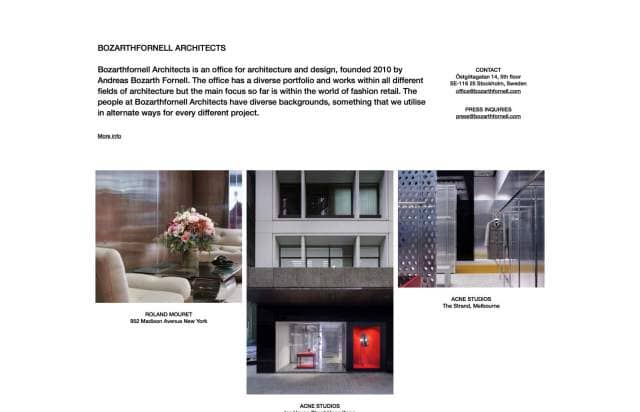 BOZARTHFORNELL ARCHITECTS
Bozarthfornell Architects is an office for architecture and design, founded 2010 by
Andreas Bozarth Fornell. The office has a diverse portfolio and works within all different
fields of architecture but the main focus so far is within the world of fashion retail. The
people at Bozarthfornell Architects have diverse backgrounds, something that we utilise
in alternate ways for every different project.
More info
CONTACT
Östgötagatan 14, 5th floor
SE-116 25 Stockholm, Sweden
office@bozarthfornell.com
PRESS INQUIRIES
press@bozarthfornell.com
ROLAND MOURET
952 Madison Avenue New York
ACNE STUDIOS
The Strand, Melbourne
ACNE STUDIOS